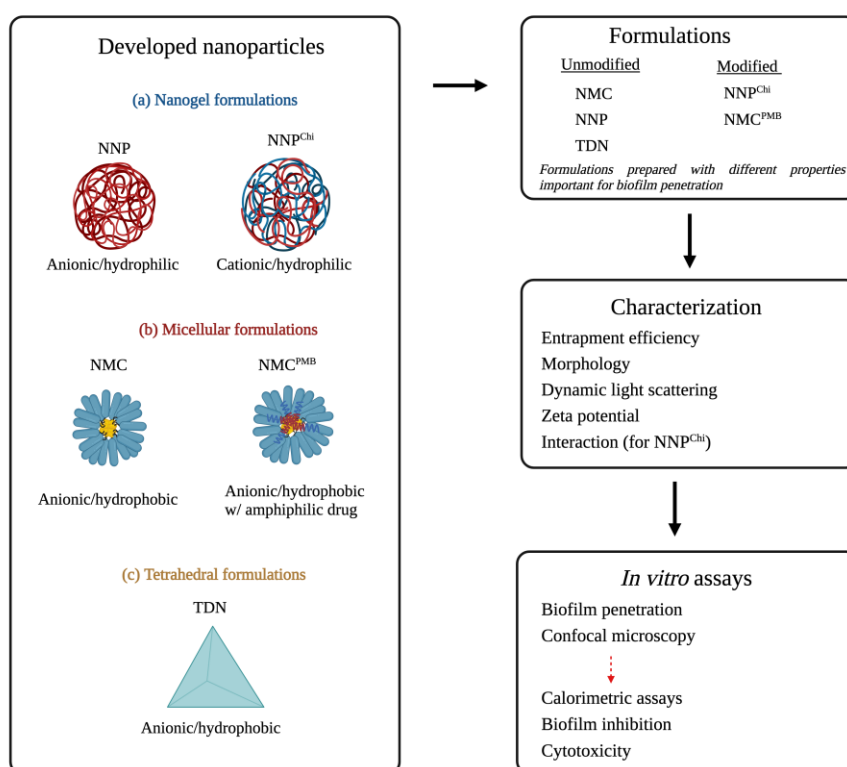 Developed nanoparticles
(a) Nanogel formulations
NNP
NNP^Chi
Anionic/hydrophilic
Cationic/hydrophilic
(b) Micellular formulations
NMC
NMC^PMB
Anionic/hydrophobic
Anionic/hydrophobic
w/ amphiphilic drug
(c) Tetrahedral formulations
TDN
Anionic/hydrophobic
Formulations
Unmodified
Modified
NMC
NNP^Chi
NNP
NMC^PMB
TDN
Formulations prepared with different properties
important for biofilm penetration
Characterization
Entrapment efficiency
Morphology
Dynamic light scattering
Zeta potential
Interaction (for NNP^Chi)
In vitro assays
Biofilm penetration
Confocal microscopy
Calorimetric assays
Biofilm inhibition
Cytotoxicity